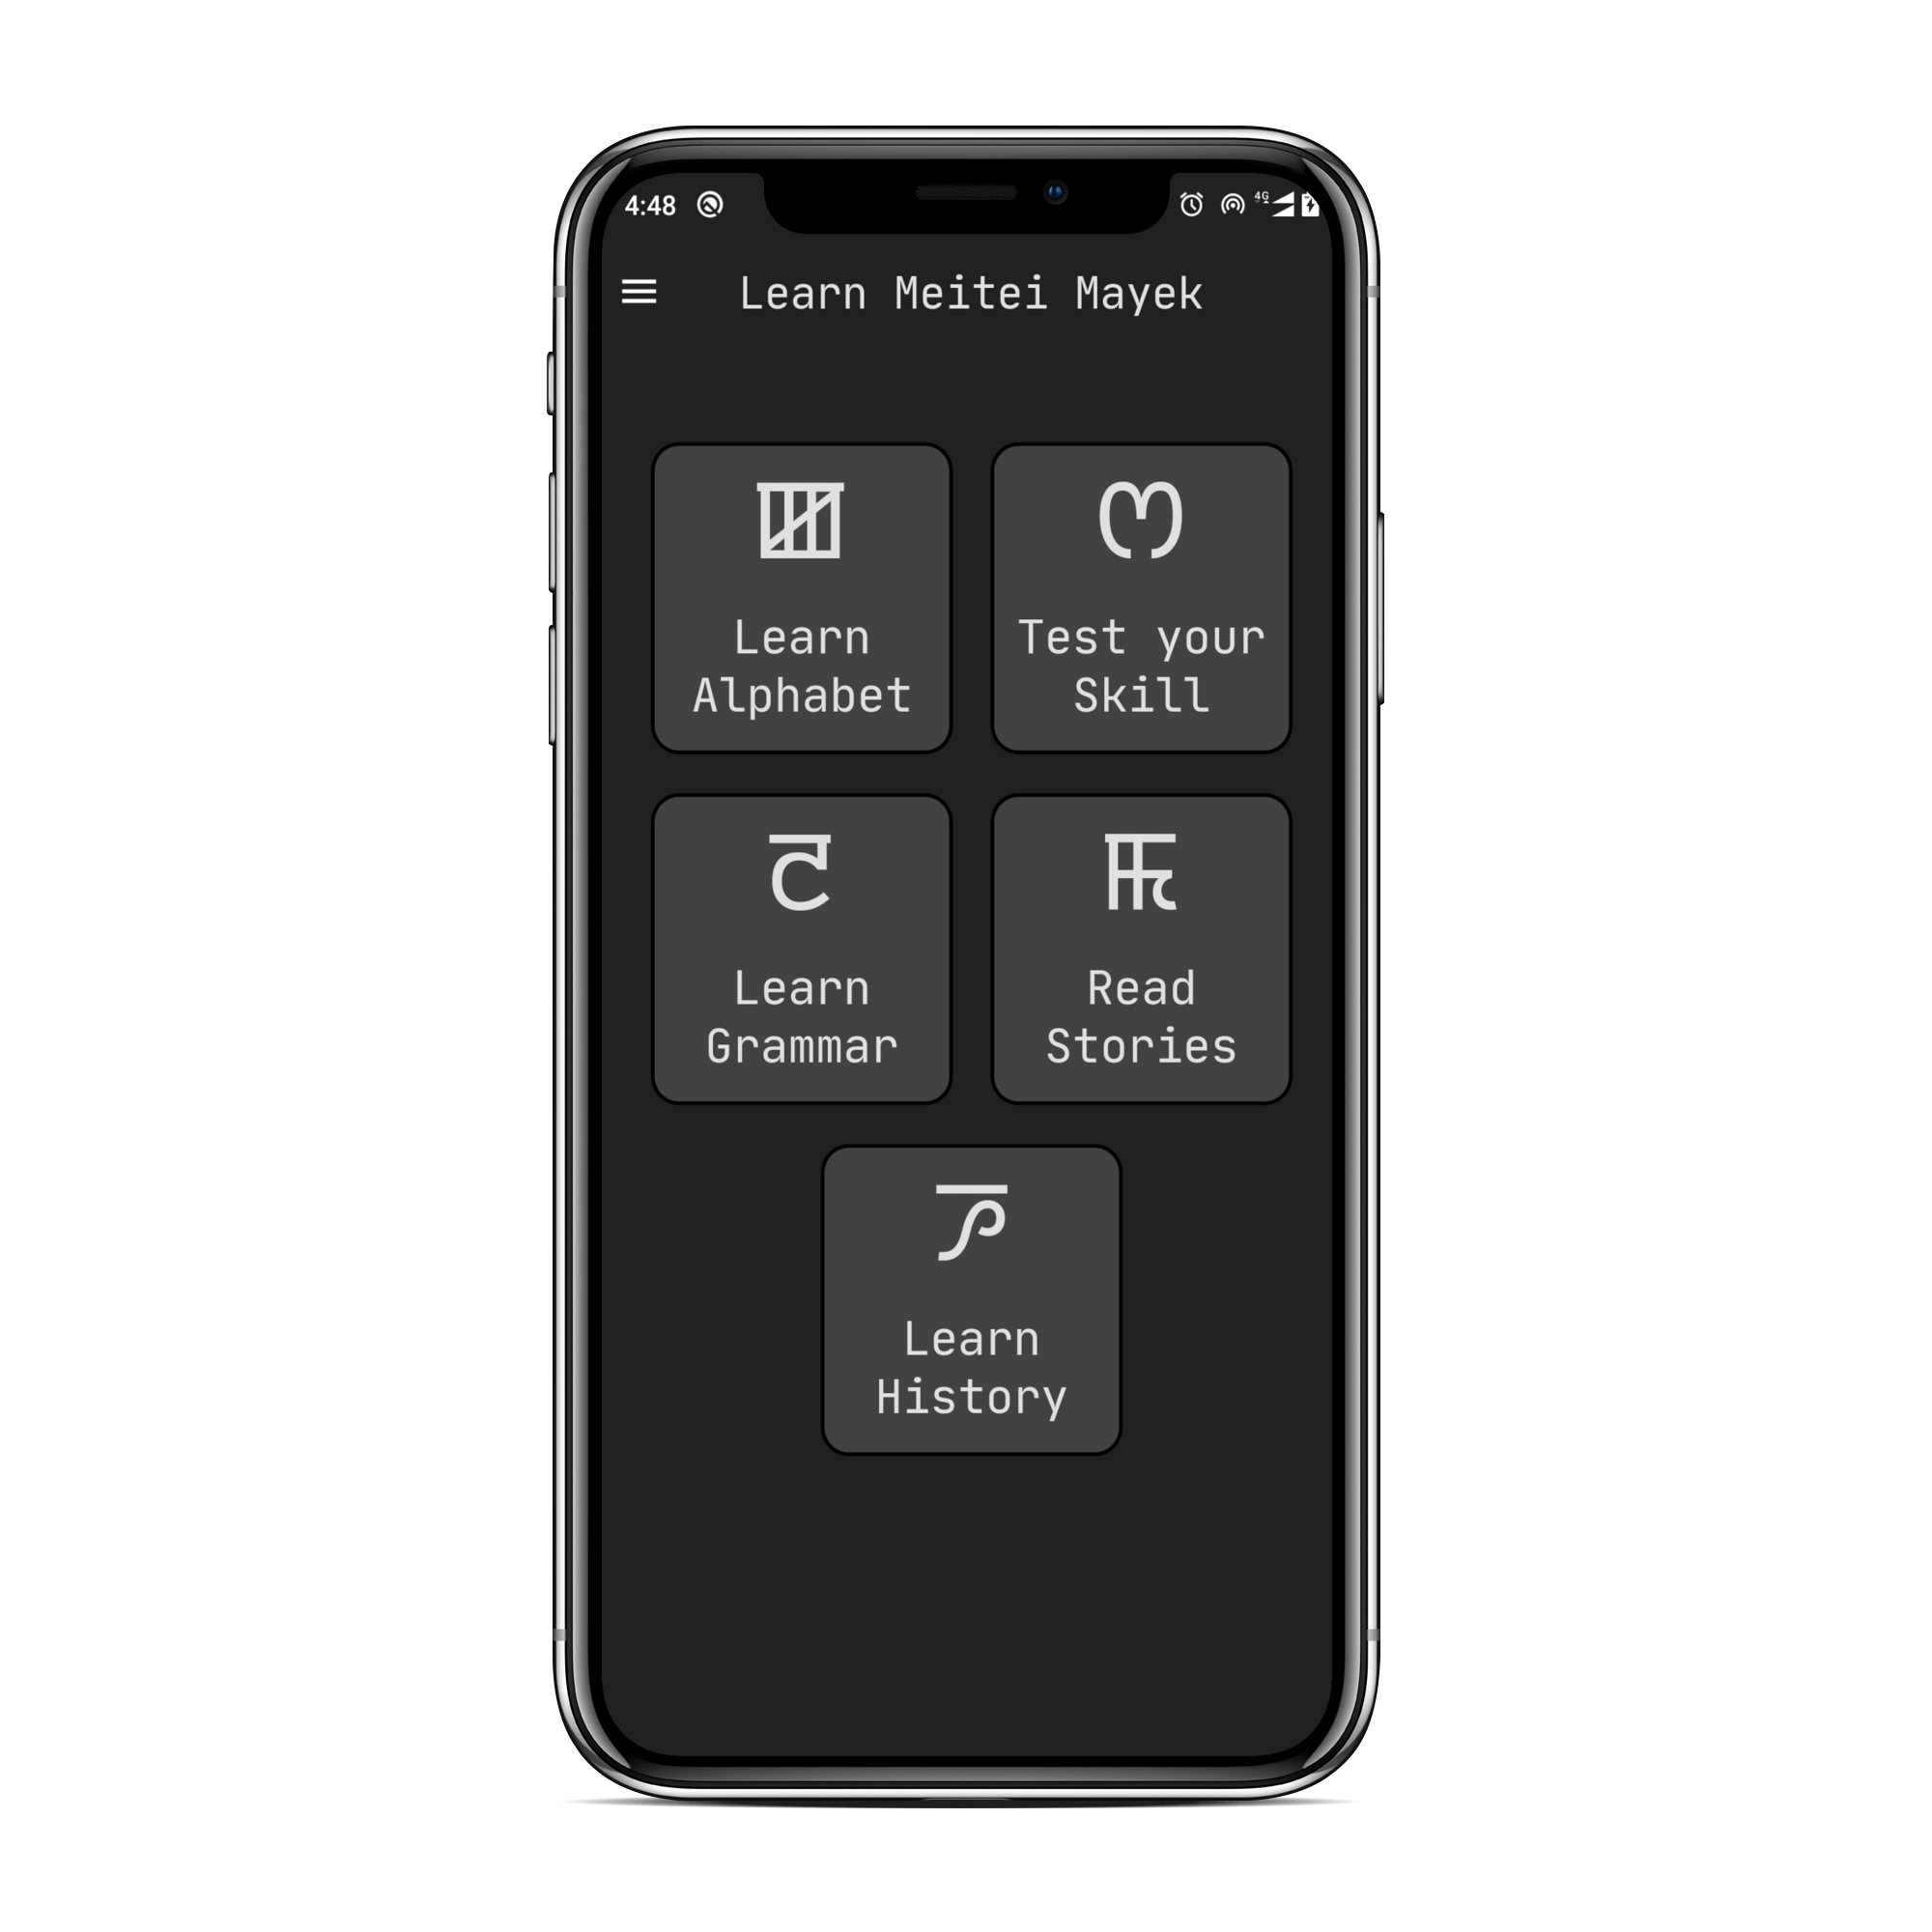 4:48
4G
Learn Meitei Mayek
ꯑ
Learn
Alphabet
ꯀ
Test your
Skill
ꯂ
Learn
Grammar
ꯁ
Read
Stories
ꯃ
Learn
History